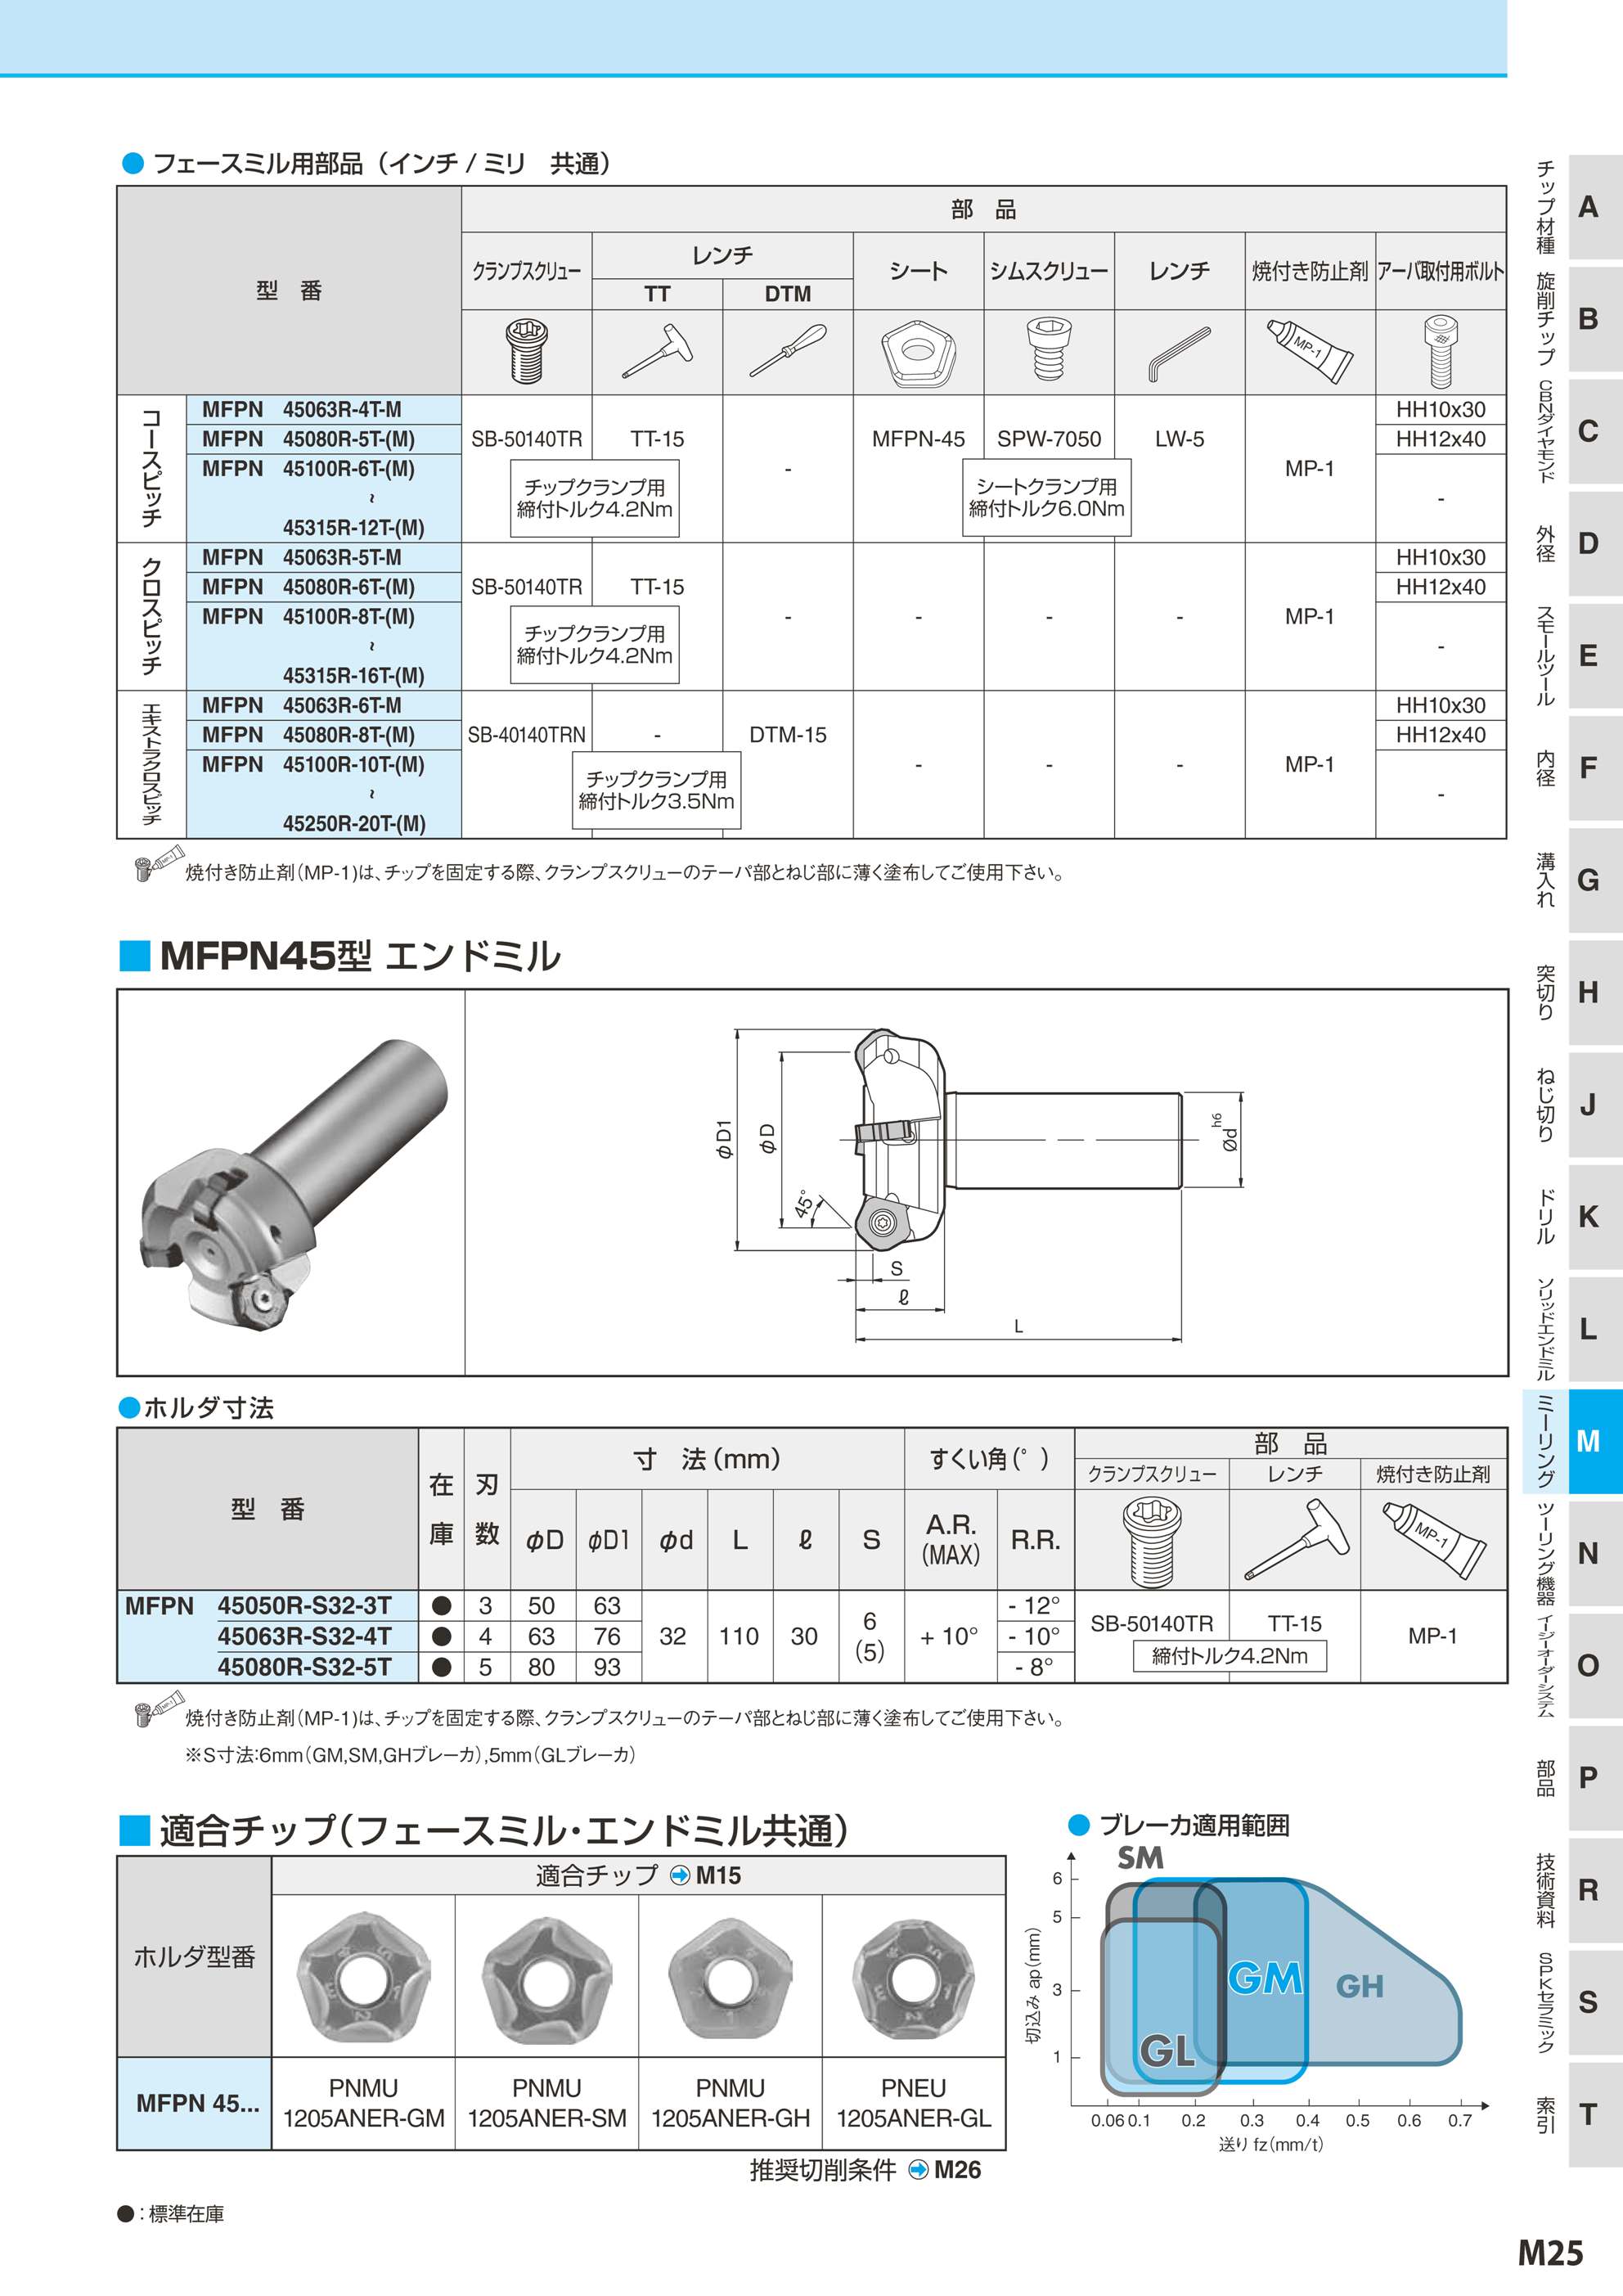 ● フェースミル用部品（インチ / ミリ　共通）
型　番
部　品
クランプスクリュー
レンチ
シート
シムスクリュー
レンチ
焼付き防止剤
アーバ取付用ボルト
TT
DTM
MP-1
コースピッチ
MFPN 45063R-4T-M
HH10x30
MFPN 45080R-5T-(M)
SB-50140TR
TT-15
MFPN-45
SPW-7050
LW-5
HH12x40
MFPN 45100R-6T-(M)
-
MP-1
～
チップクランプ用
締付トルク4.2Nm
シートクランプ用
締付トルク6.0Nm
-
45315R-12T-(M)
クロスピッチ
MFPN 45063R-5T-M
HH10x30
MFPN 45080R-6T-(M)
SB-50140TR
TT-15
HH12x40
MFPN 45100R-8T-(M)
-
-
-
-
MP-1
～
チップクランプ用
締付トルク4.2Nm
-
45315R-16T-(M)
エキストラクロスピッチ
MFPN 45063R-6T-M
HH10x30
MFPN 45080R-8T-(M)
SB-40140TRN
-
DTM-15
HH12x40
MFPN 45100R-10T-(M)
-
-
-
MP-1
～
チップクランプ用
締付トルク3.5Nm
-
45250R-20T-(M)
焼付き防止剤（MP-1）は、チップを固定する際、クランプスクリューのテーパ部とねじ部に薄く塗布してご使用下さい。
■ MFPN45型 エンドミル
φD1
φD
45°
S
ℓ
L
Ød h6
●ホルダ寸法
型　番
在庫
刃数
寸　法（mm）
すくい角（°）
部　品
クランプスクリュー
レンチ
焼付き防止剤
φD
φD1
φd
L
ℓ
S
A.R.
(MAX)
R.R.
MP-1
MFPN 45050R-S32-3T ● 3 50 63 - 12°
45063R-S32-4T ● 4 63 76 32 110 30 6 (5) + 10° - 10°
45080R-S32-5T ● 5 80 93 - 8°
SB-50140TR
TT-15
締付トルク4.2Nm
MP-1
焼付き防止剤（MP-1）は、チップを固定する際、クランプスクリューのテーパ部とねじ部に薄く塗布してご使用下さい。
※S寸法:6mm（GM,SM,GHブレーカ）,5mm（GLブレーカ）
■ 適合チップ（フェースミル・エンドミル共通）
ホルダ型番
適合チップ M15
MFPN 45...
PNMU
1205ANER-GM
PNMU
1205ANER-SM
PNMU
1205ANER-GH
PNEU
1205ANER-GL
推奨切削条件 M26
● ブレーカ適用範囲
SM
GM
GH
GL
切込み ap（mm）
6
5
3
1
0.06 0.1 0.2 0.3 0.4 0.5 0.6 0.7
送り fz（mm/t）
●：標準在庫
チップ材種 A
旋削チップ B
CBNダイヤモンド C
外径 D
スモールツール E
内径 F
溝入れ G
突切り H
ねじ切り J
ドリル K
ソリッドエンドミル L
ミーリング M
ツーリング機器 N
イージーオーダーシステム O
部品 P
技術資料 R
SPKセラミック S
索引 T
M25